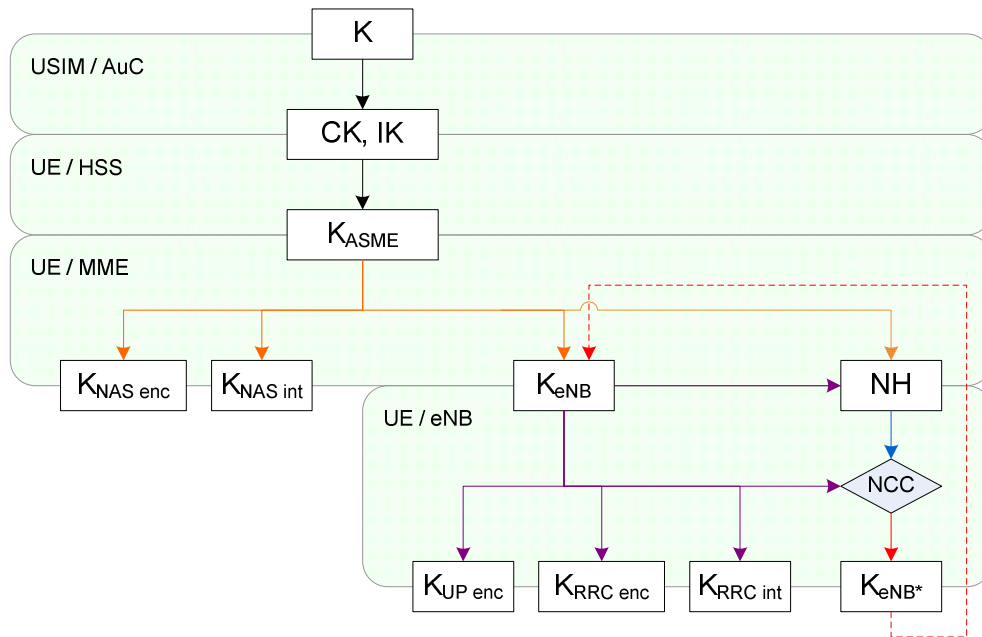 K
USIM / AuC
CK, IK
UE / HSS
KASME
UE / MME
KNAS enc
KNAS int
KeNB
NH
UE / eNB
NCC
KUP enc
KRRC enc
KRRC int
KeNB*